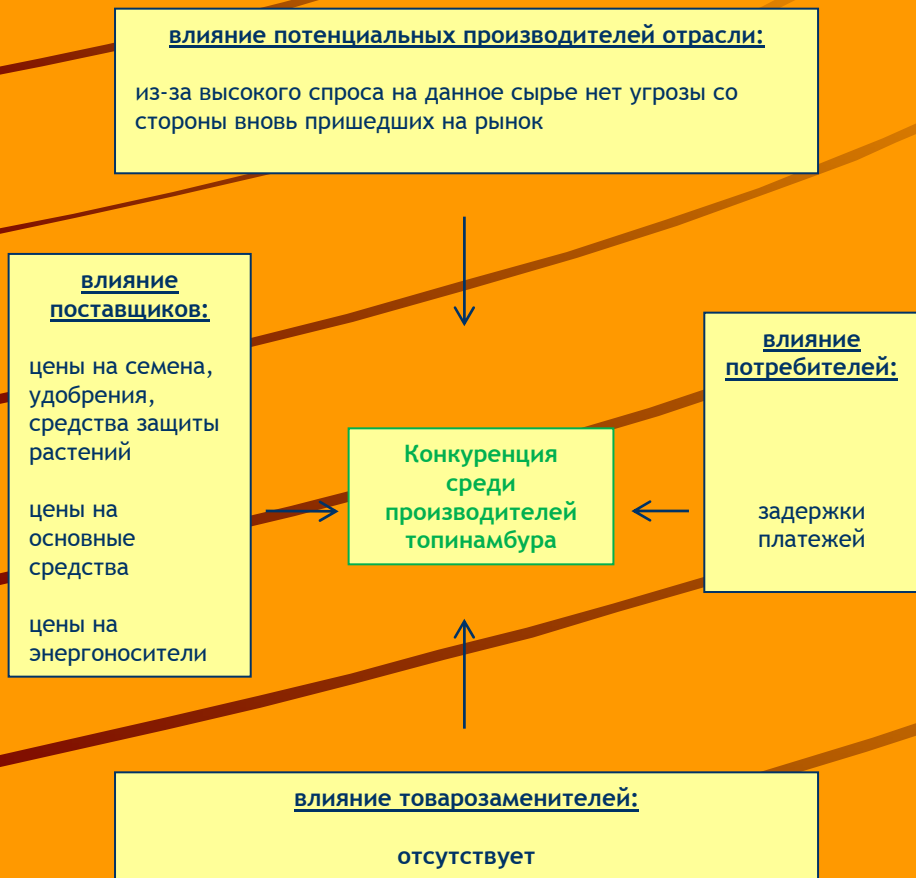 влияние потенциальных производителей отрасли:
из-за высокого спроса на данное сырье нет угрозы со
стороны вновь пришедших на рынок
влияние
поставщиков:
цены на семена,
удобрения,
средства защиты
растений
цены на
основные
средства
цены на
энергоносители
Конкуренция
среди
производителей
топинамбура
влияние
потребителей:
задержки
платежей
влияние товарозаменителей:
отсутствует